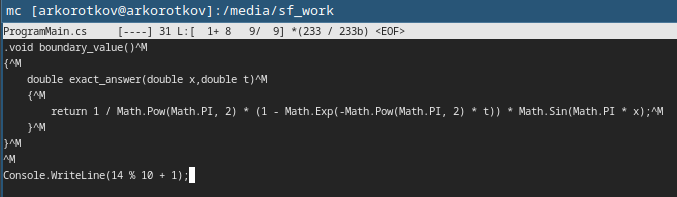 mc [arkorotkov@arkorotkov]:/media/sf_work
ProgramMain.cs [----] 31 L:[ 1+ 8 9/ 9] *(233 / 233b) <EOF>
.void boundary_value()^M
{^M
    double exact_answer(double x,double t)^M
    {^M
        return 1 / Math.Pow(Math.PI, 2) * (1 - Math.Exp(-Math.Pow(Math.PI, 2) * t)) * Math.Sin(Math.PI * x);^M
    }^M
}^M
^M
Console.WriteLine(14 % 10 + 1);